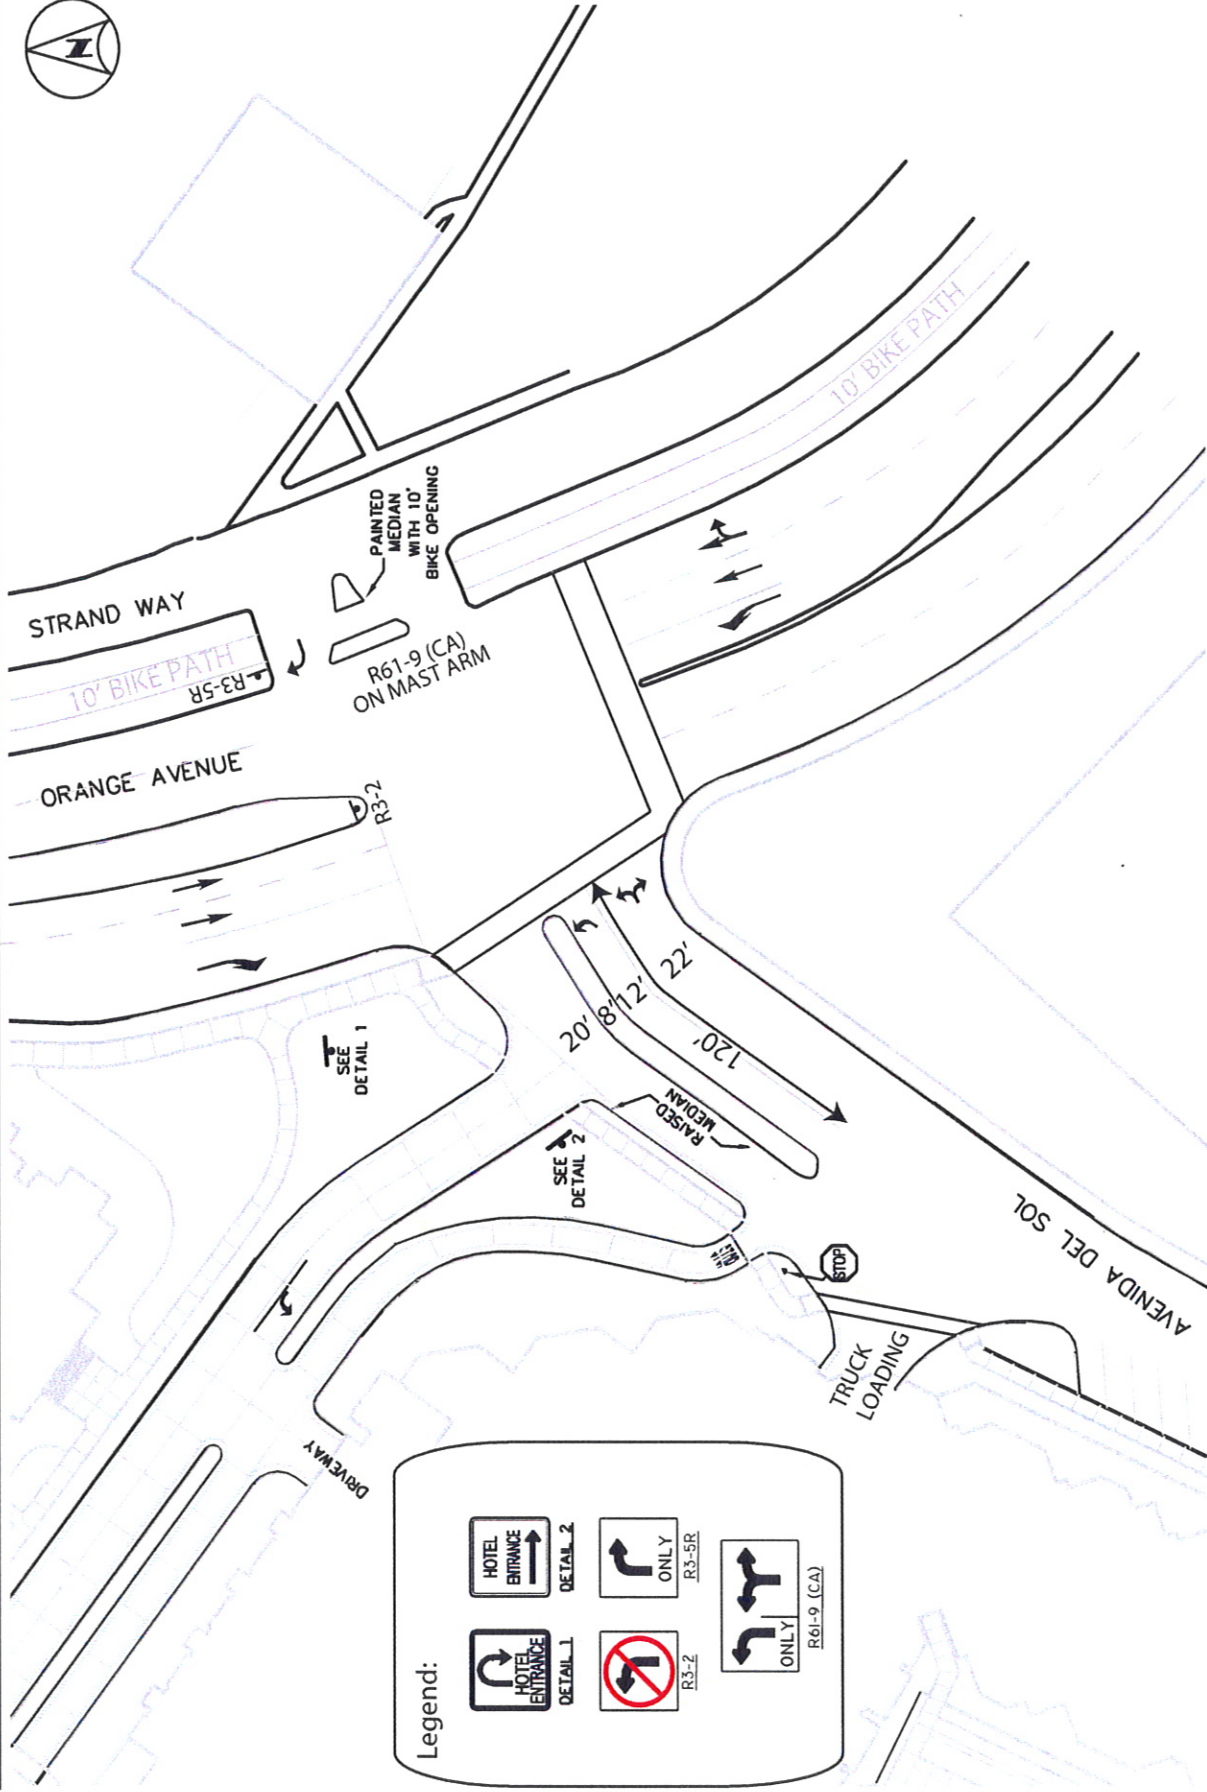 N
STRAND WAY
10' BIKE PATH
R3-5R
ORANGE AVENUE
R3-2
PAINTED
MEDIAN
WITH 10'
BIKE OPENING
R61-9 (CA)
ON MAST ARM
10' BIKE PATH
SEE
DETAIL 1
20'
8'
12'
22'
120'
RAISED
MEDIAN
SEE
DETAIL 2
STOP
AVENIDA DEL SOL
TRUCK
LOADING
DRIVEWAY
Legend:
HOTEL
ENTRANCE
DETAIL 1
HOTEL
ENTRANCE
DETAIL 2
R3-2
ONLY
R3-5R
ONLY
R61-9 (CA)